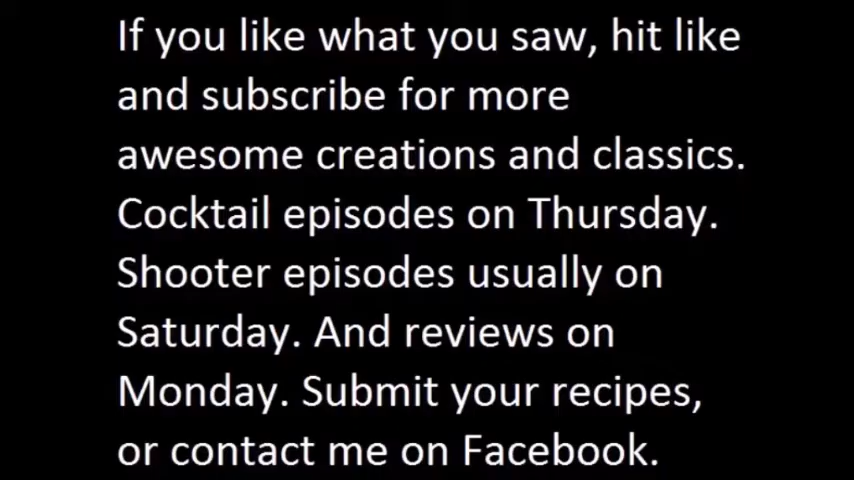 If you like what you saw, hit like
and subscribe for more
awesome creations and classics.
Cocktail episodes on Thursday.
Shooter episodes usually on
Saturday. And reviews on
Monday. Submit your recipes,
or contact me on Facebook.